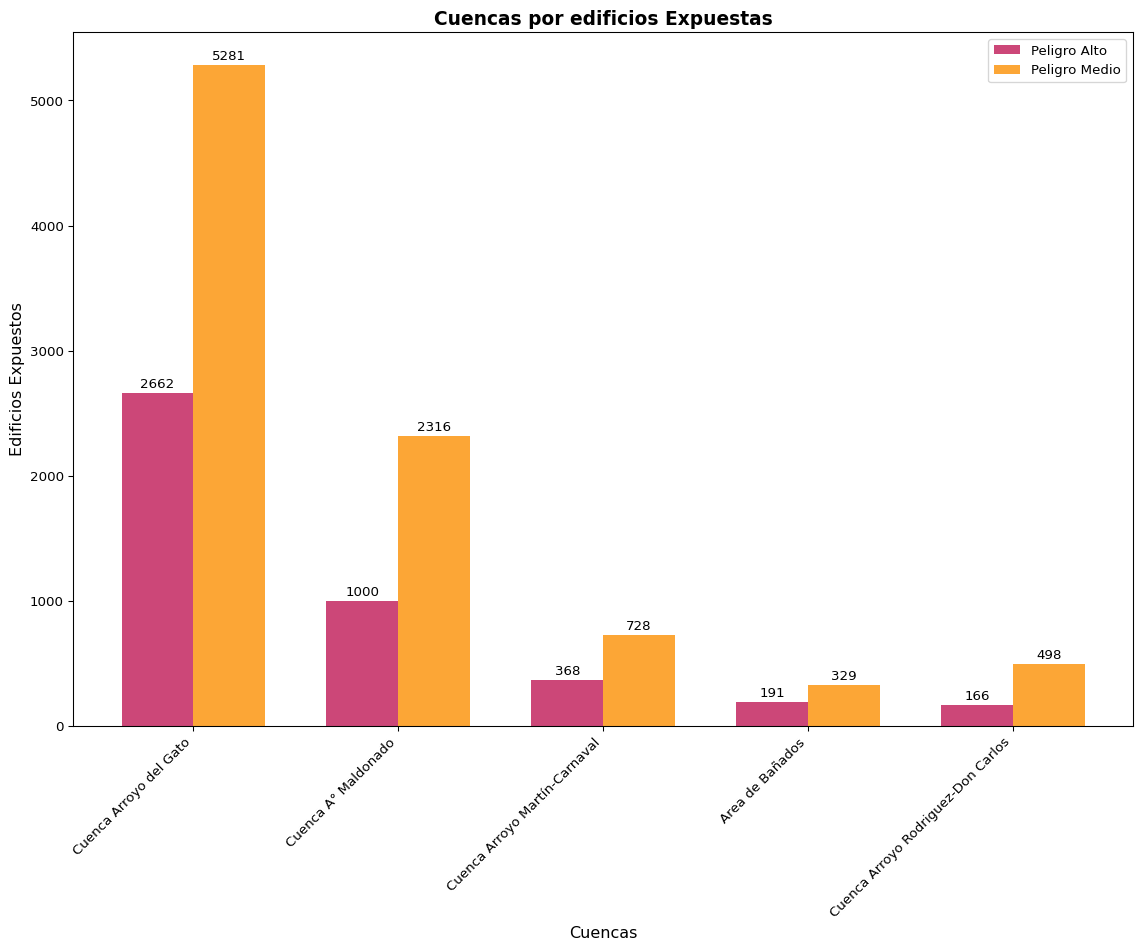 Cuencas por edificios Expuestas
Peligro Alto
Peligro Medio
Edificios Expuestos
5000
4000
3000
2000
1000
0
2662
5281
1000
2316
368
728
191
329
166
498
Cuenca Arroyo del Gato
Cuenca A° Maldonado
Cuenca Arroyo Martín-Carnaval
Area de Bañados
Cuenca Arroyo Rodriguez-Don Carlos
Cuencas